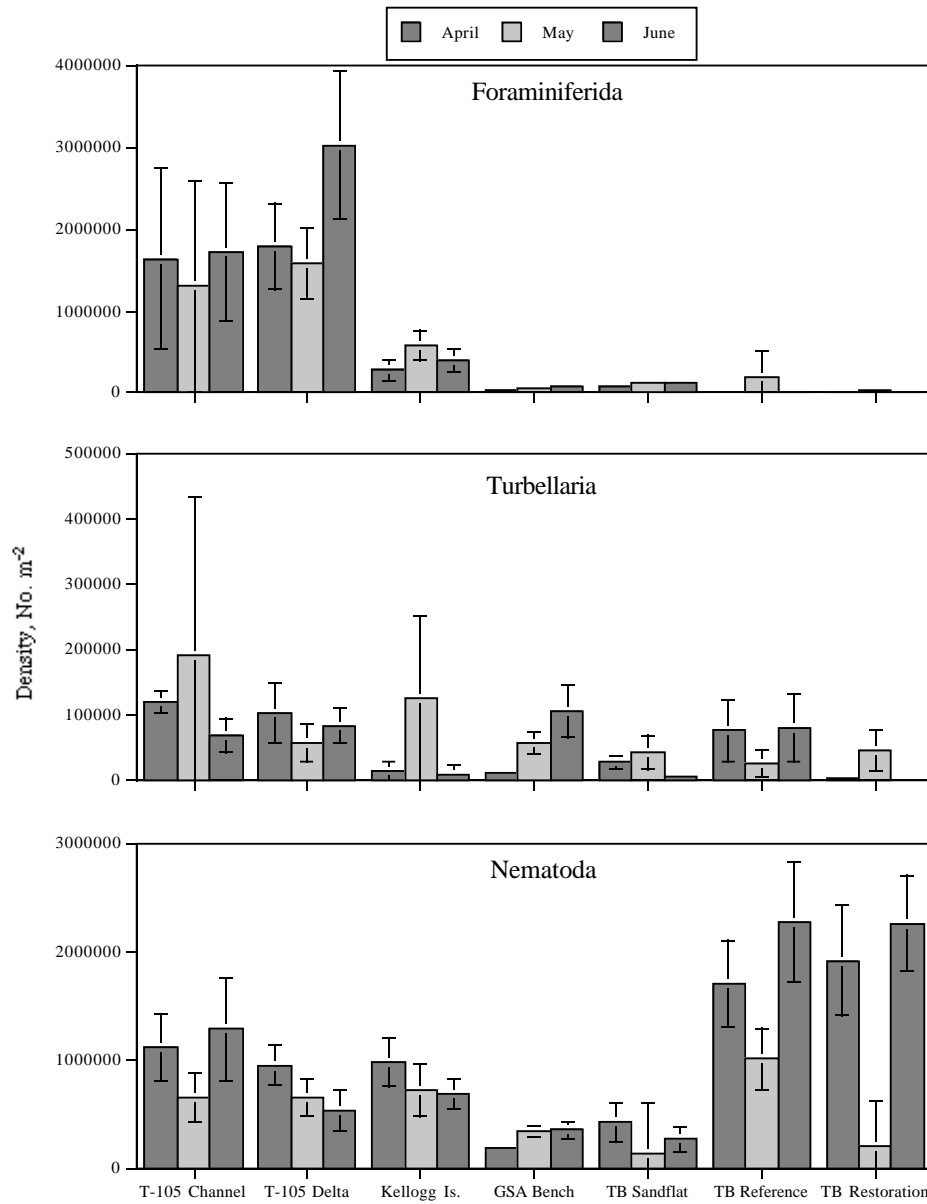 April May June
Foraminiferida
4000000
3000000
2000000
1000000
0
Turbellaria
500000
400000
300000
200000
100000
0
Density, No. m-2
Nematoda
3000000
2000000
1000000
0
T-105 Channel T-105 Delta Kellogg Is. GSA Bench TB Sandflat TB Reference TB Restoration